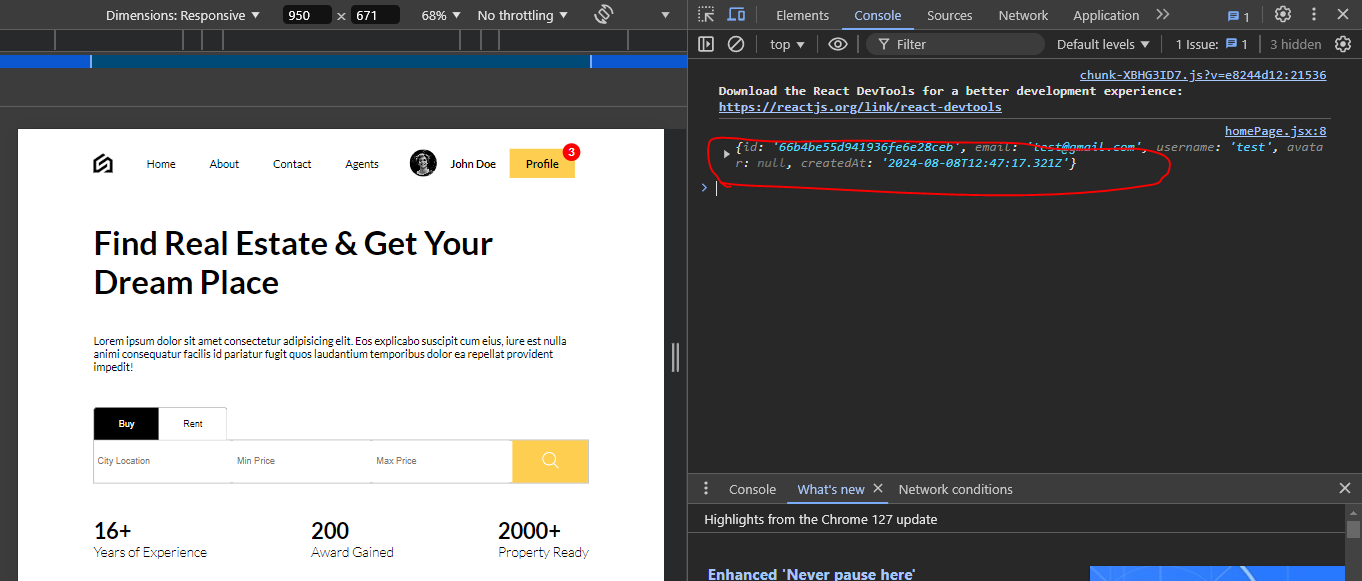 Dimensions: Responsive ▼ 950 x 671 68% ▼ No throttling ▼
Elements Console Sources Network Application 1
top ▼ Filter Default levels ▼ 1 Issue: 1 3 hidden
chunk-XBHG3ID7.js?v=e8244d12:21536
Download the React DevTools for a better development experience:
https://reactjs.org/link/react-devtools
homePage.jsx:8
{id: '66b4be55d941936fe6e28ceb', email: 'test@gmail.com', username: 'test', avata
r: null, createdAt: '2024-08-08T12:47:17.321Z'}
Home About Contact Agents John Doe Profile 3
Find Real Estate & Get Your
Dream Place
Lorem ipsum dolor sit amet consectetur adipisicing elit. Eos explicabo suscipit cum eius, iure est nulla
animi consequatur facilis id pariatur fugit quos laudantium temporibus dolor ea repellat provident
impedit!
Buy Rent
City Location Min Price Max Price
16+ 200 2000+
Years of Experience Award Gained Property Ready
Console What's new Network conditions
Highlights from the Chrome 127 update
Enhanced 'Never pause here'